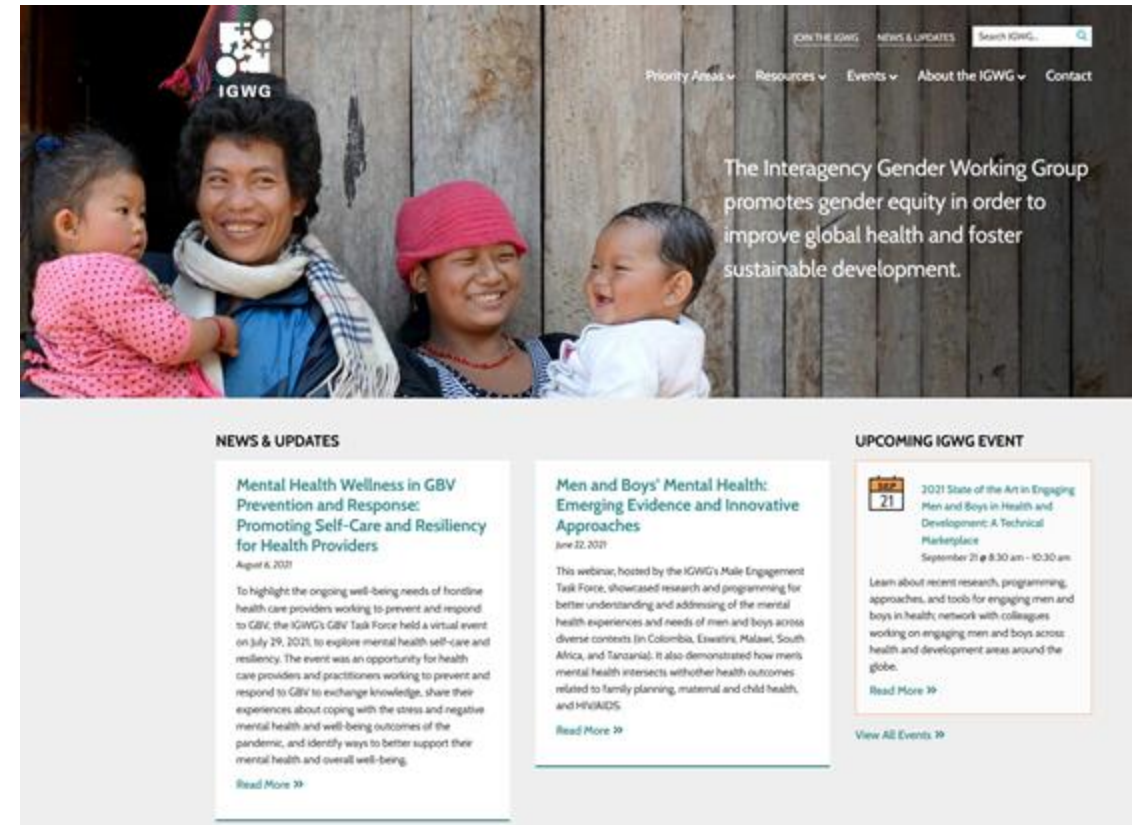 IGWG
JOIN THE IGWG NEWS & UPDATES Search IGWG...
Priority Areas Resources Events About the IGWG Contact
The Interagency Gender Working Group
promotes gender equity in order to
improve global health and foster
sustainable development.
NEWS & UPDATES
Mental Health Wellness in GBV
Prevention and Response:
Promoting Self-Care and Resiliency
for Health Providers
August 6, 2021
To highlight the ongoing well-being needs of frontline
health care providers working to prevent and respond
to GBV, the IGWG's GBV Task Force held a virtual event
on July 29, 2021, to explore mental health self-care and
resiliency. The event was an opportunity for health
care providers and practitioners working to prevent and
respond to GBV to exchange knowledge, share their
experiences about coping with the stress and negative
mental health and well-being outcomes of the
pandemic, and identify ways to better support their
mental health and overall well-being.
Read More »
Men and Boys' Mental Health:
Emerging Evidence and Innovative
Approaches
June 22, 2021
This webinar, hosted by the IGWG's Male Engagement
Task Force, showcased research and programming for
better understanding and addressing of the mental
health experiences and needs of men and boys across
diverse contexts (in Colombia, Eswatini, Malawi, South
Africa, and Tanzania). It also demonstrated how men's
mental health intersects withother health outcomes
related to family planning, maternal and child health,
and HIV/AIDS.
Read More »
UPCOMING IGWG EVENT
SEP
21
2021 State of the Art in Engaging
Men and Boys in Health and
Development: A Technical
Marketplace
September 21 @ 8:30 am - 10:30 am
Learn about recent research, programming,
approaches, and tools for engaging men and
boys in health; network with colleagues
working on engaging men and boys across
health and development areas around the
globe.
Read More »
View All Events »